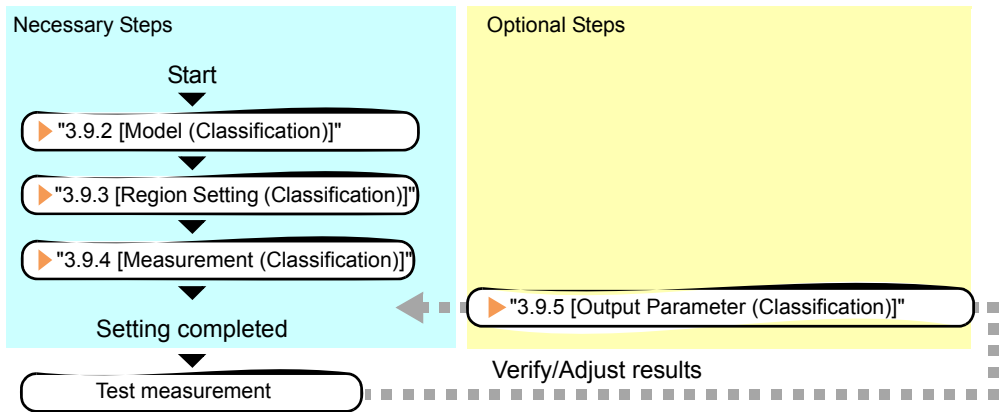 Necessary Steps
Start
"3.9.2 [Model (Classification)]"
"3.9.3 [Region Setting (Classification)]"
"3.9.4 [Measurement (Classification)]"
Setting completed
Test measurement
Optional Steps
"3.9.5 [Output Parameter (Classification)]"
Verify/Adjust results